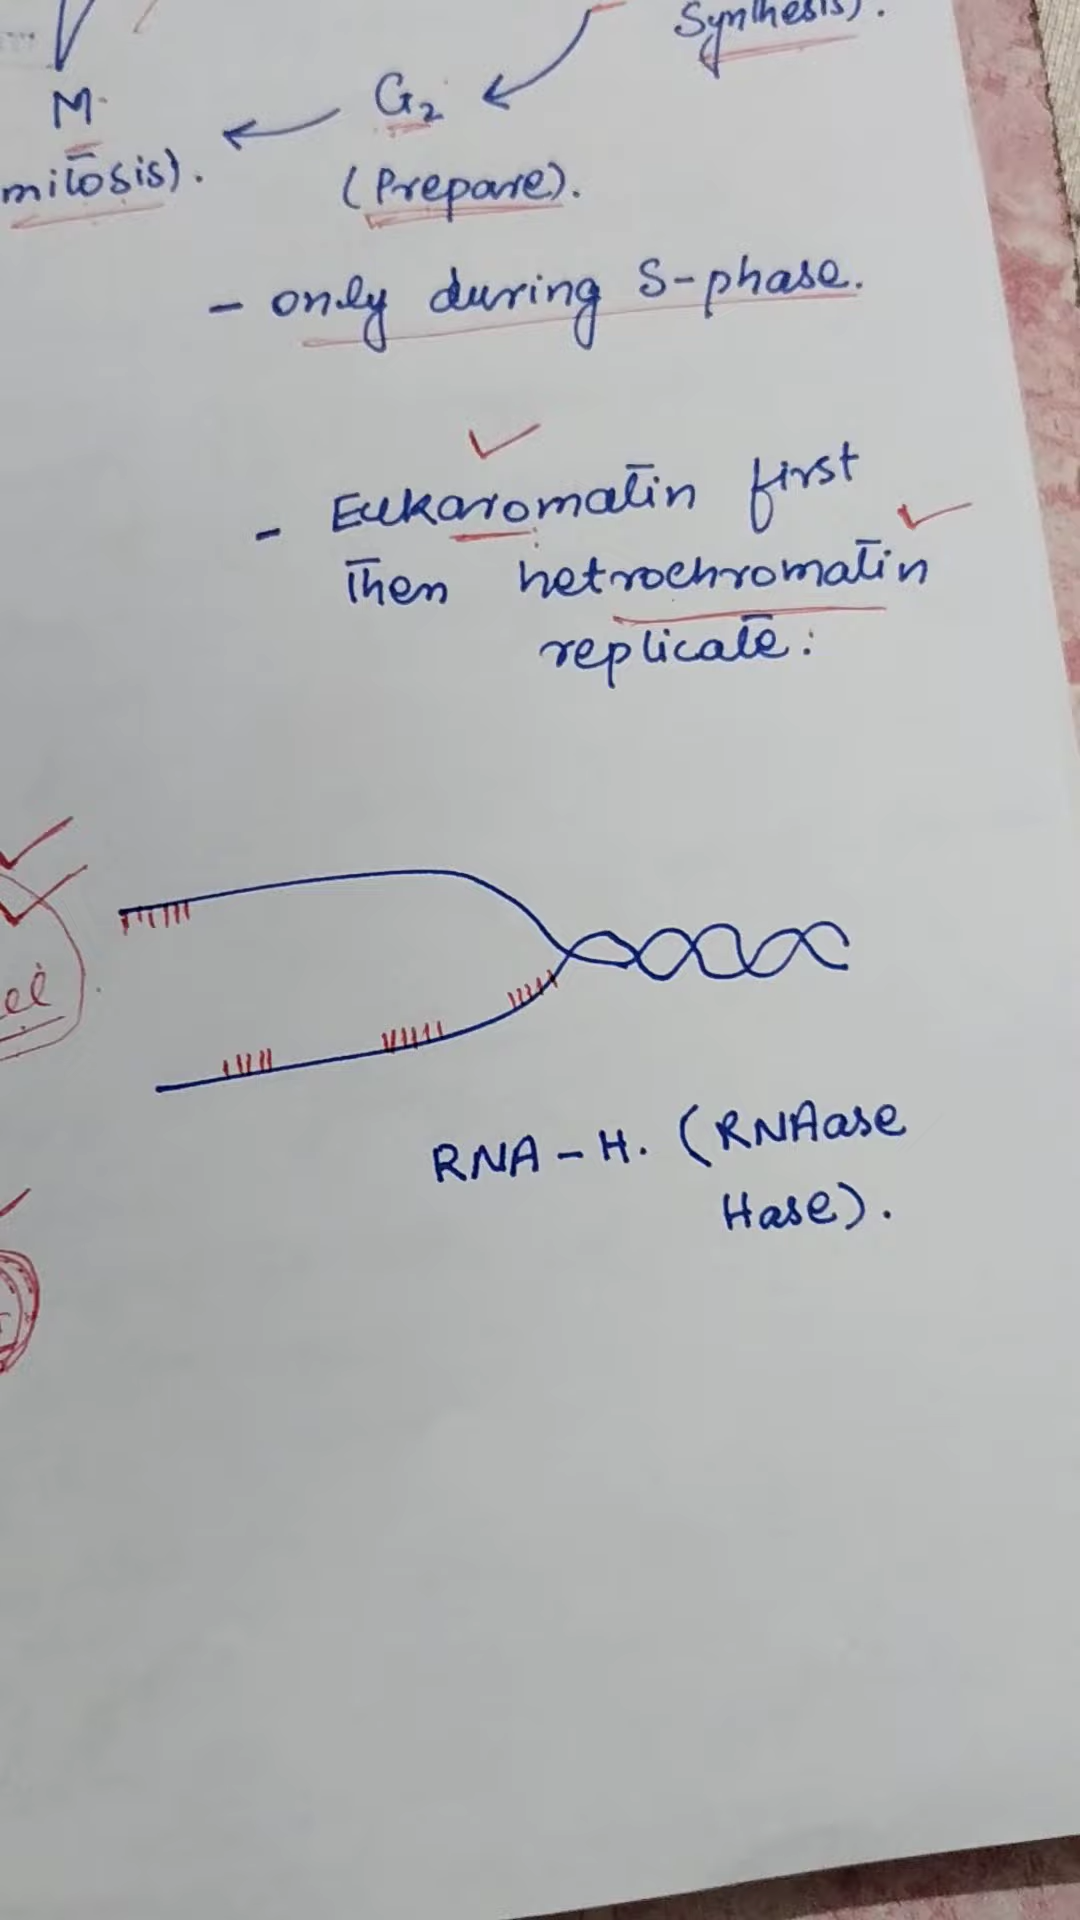 Synthesis).
M
G2
mitosis).
(Prepare).
- only during S-phase.
- Eukaromatin first
Then hetrochromatin
replicate:
RNA-H. (RNAase
Hase).